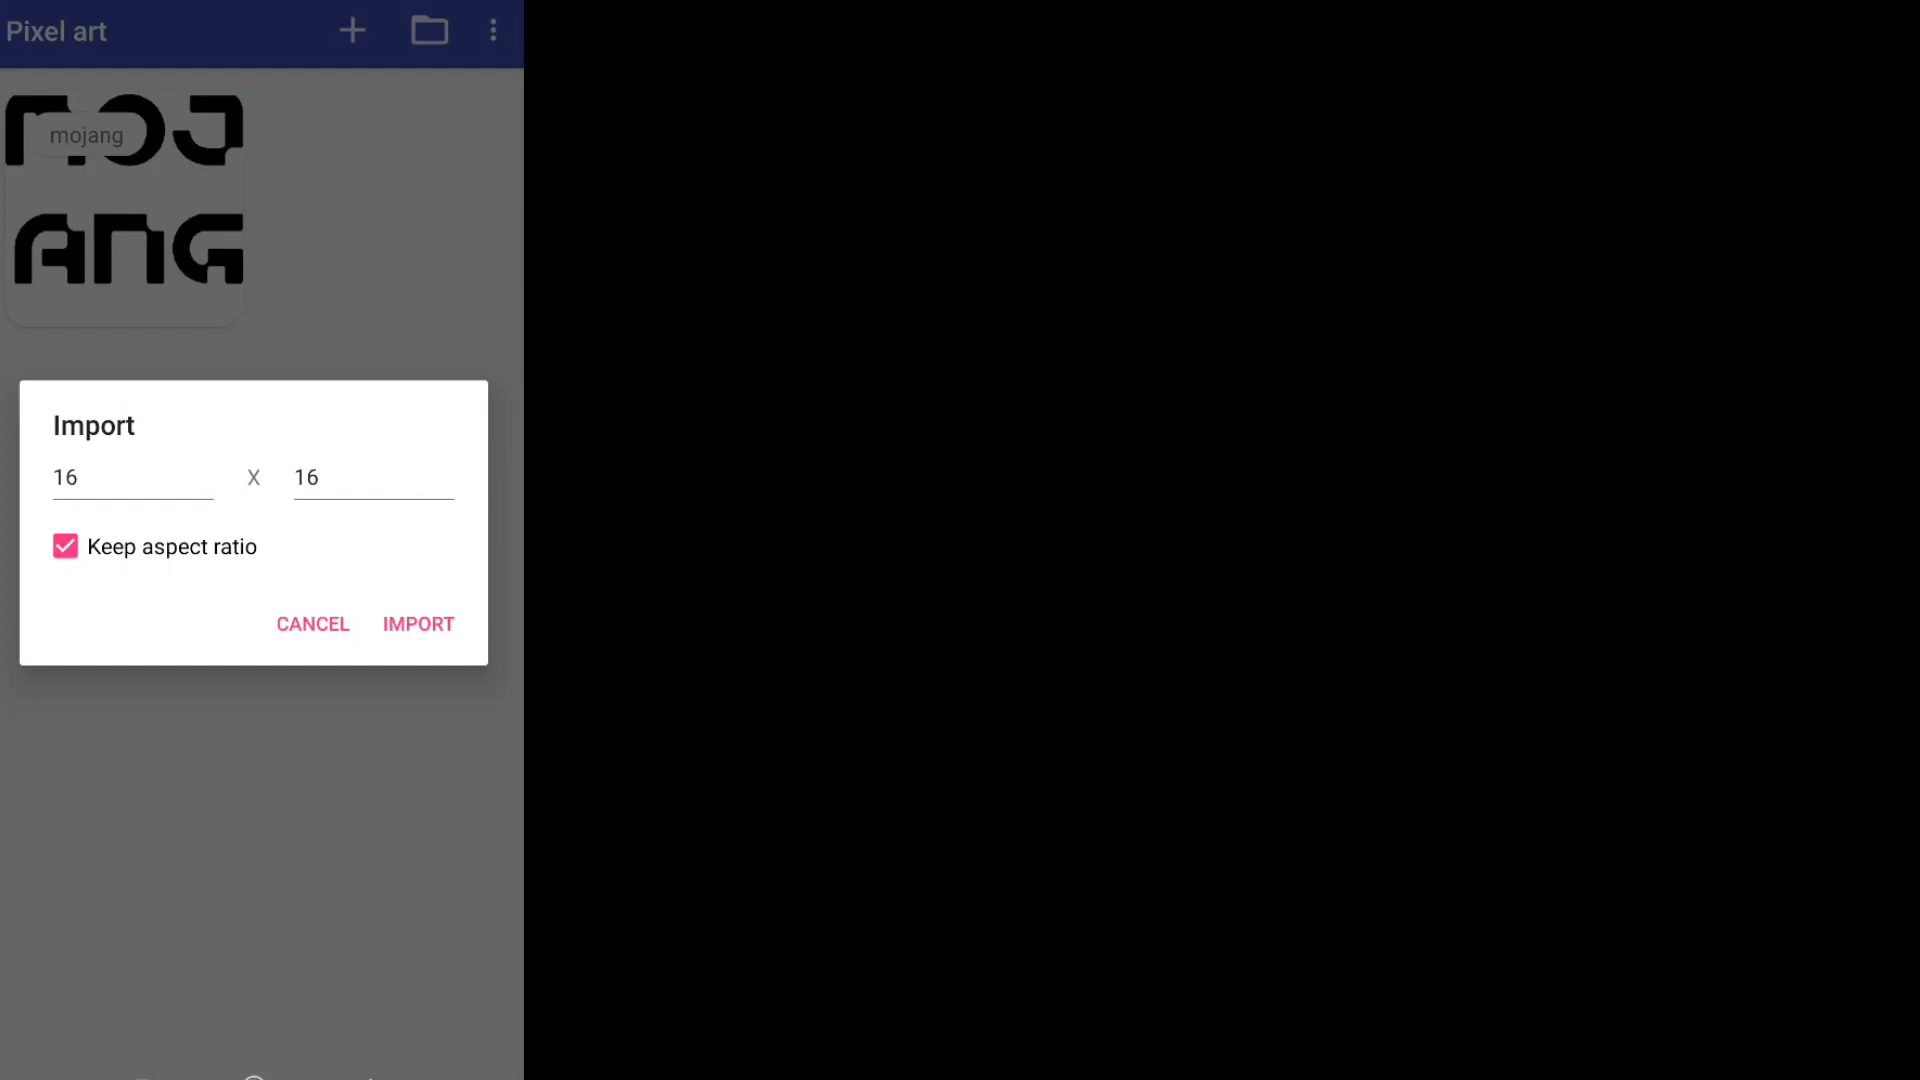 Pixel art
MOJ
mojang
ANG
Import
16 X 16
Keep aspect ratio
CANCEL IMPORT